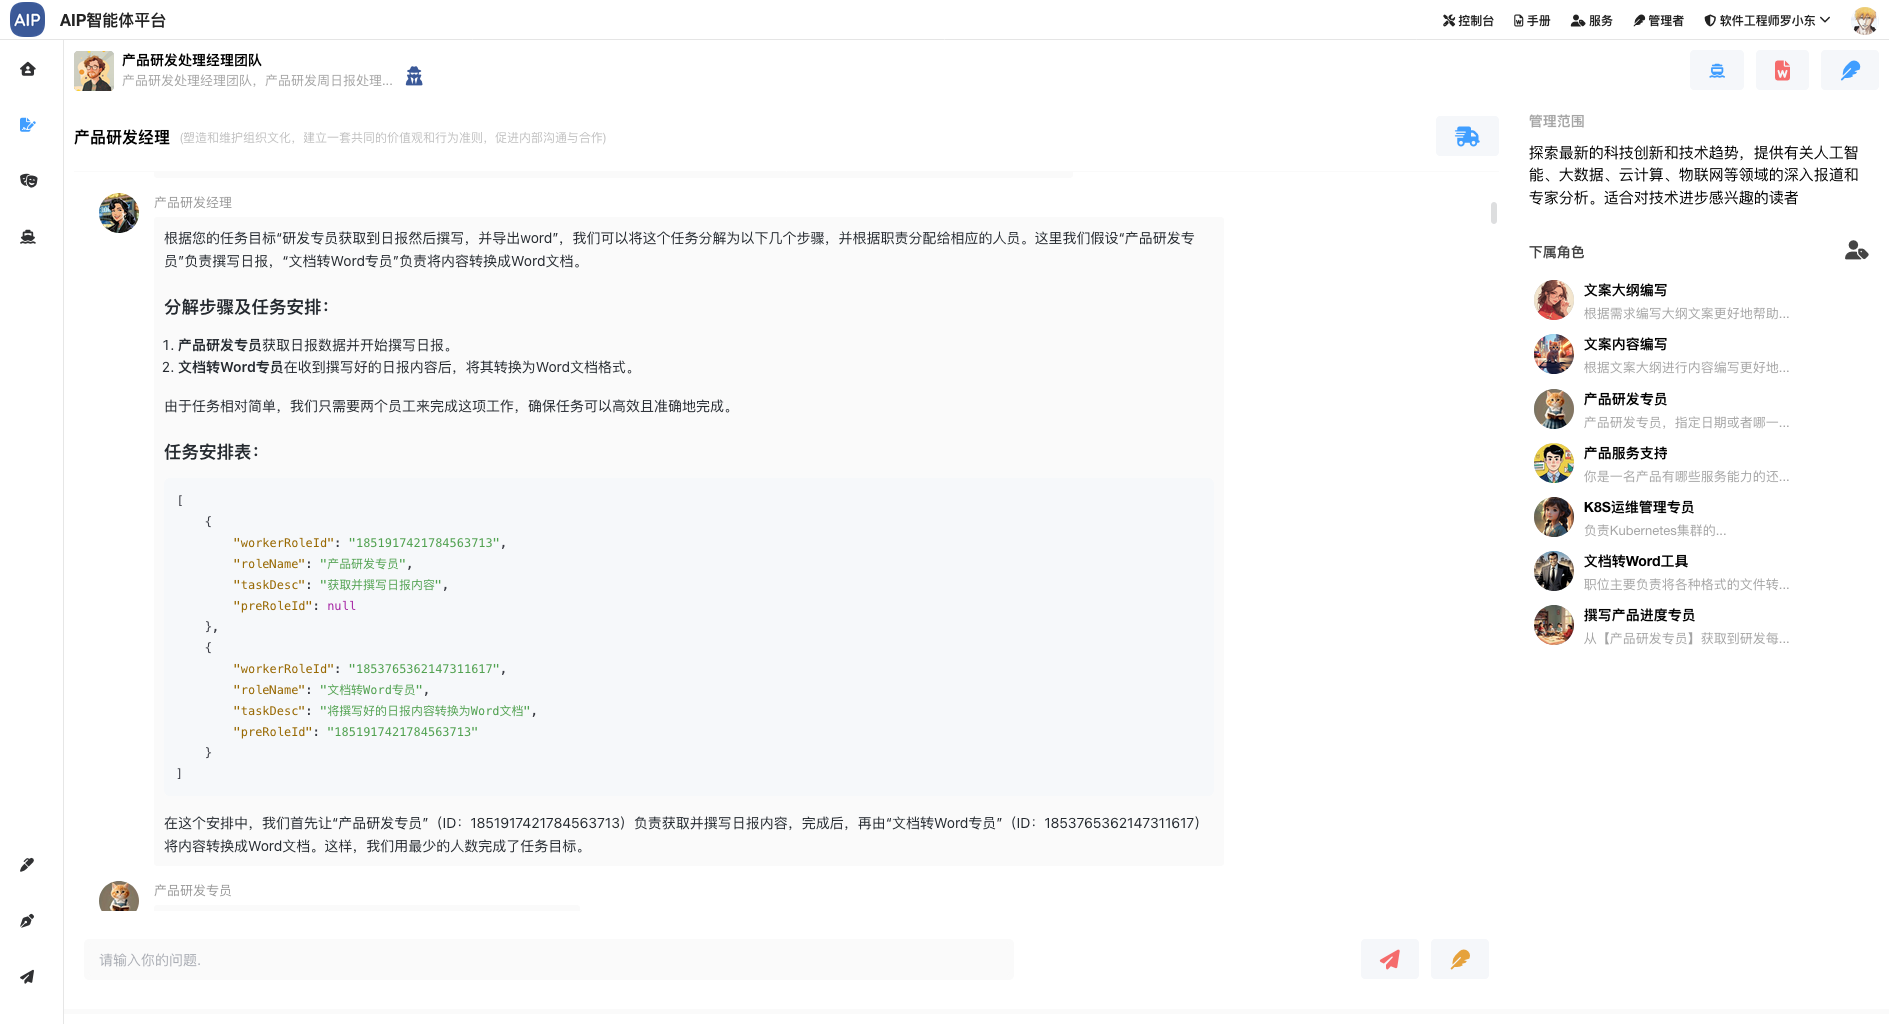 AIP
AIP智能体平台
控制台
手册
服务
管理者
软件工程师罗小东
产品研发处理经理团队
产品研发处理经理团队，产品研发周日报处理...
产品研发经理 (塑造和维护组织文化，建立一套共同的价值观和行为准则，促进内部沟通与合作)
产品研发经理
根据您的任务目标“研发专员获取到日报然后撰写，并导出word”，我们可以将这个任务分解为以下几个步骤，并根据职责分配给相应的人员。这里我们假设“产品研发专
员”负责撰写日报，“文档转Word专员”负责将内容转换成Word文档。
分解步骤及任务安排：
1. 产品研发专员获取日报数据并开始撰写日报。
2. 文档转Word专员在收到撰写好的日报内容后，将其转换为Word文档格式。
由于任务相对简单，我们只需要两个员工来完成这项工作，确保任务可以高效且准确地完成。
任务安排表：
[
{
"workerRoleId": "1851917421784563713",
"roleName": "产品研发专员",
"taskDesc": "获取并撰写日报内容",
"preRoleId": null
},
{
"workerRoleId": "1853765362147311617",
"roleName": "文档转Word专员",
"taskDesc": "将撰写好的日报内容转换为Word文档",
"preRoleId": "1851917421784563713"
}
]
在这个安排中，我们首先让“产品研发专员”（ID：1851917421784563713）负责获取并撰写日报内容，完成后，再由“文档转Word专员”（ID：1853765362147311617）
将内容转换成Word文档。这样，我们用最少的人数完成了任务目标。
产品研发专员
请输入你的问题.
管理范围
探索最新的科技创新和技术趋势，提供有关人工智
能、大数据、云计算、物联网等领域的深入报道和
专家分析。适合对技术进步感兴趣的读者
下属角色
文案大纲编写
根据需求编写大纲文案更好地帮助...
文案内容编写
根据文案大纲进行内容编写更好地...
产品研发专员
产品研发专员，指定日期或者哪一...
产品服务支持
你是一名产品有哪些服务能力的还...
K8S运维管理专员
负责Kubernetes集群的...
文档转Word工具
职位主要负责将各种格式的文件转...
撰写产品进度专员
从【产品研发专员】获取到研发每...